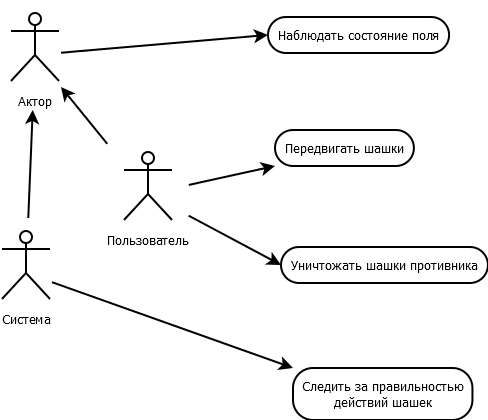 Наблюдать состояние поля
Актор
Передвигать шашки
Пользователь
Уничтожать шашки противника
Система
Следить за правильностью
действий шашек